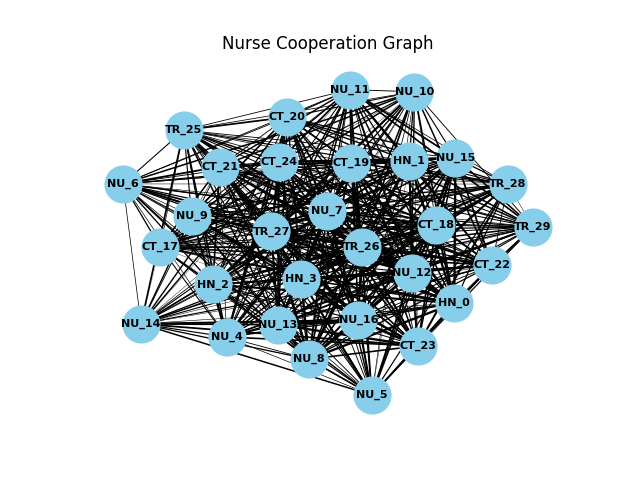 Nurse Cooperation Graph
NU_11
NU_10
CT_20
TR_25
CT_21
CT_24
CT_19
HN_1
NU_15
NU_6
TR_28
NU_9
NU_7
CT_18
TR_29
TR_27
CT_17
TR_26
CT_22
NU_12
HN_2
HN_3
HN_0
NU_14
NU_13
NU_16
NU_4
CT_23
NU_8
NU_5